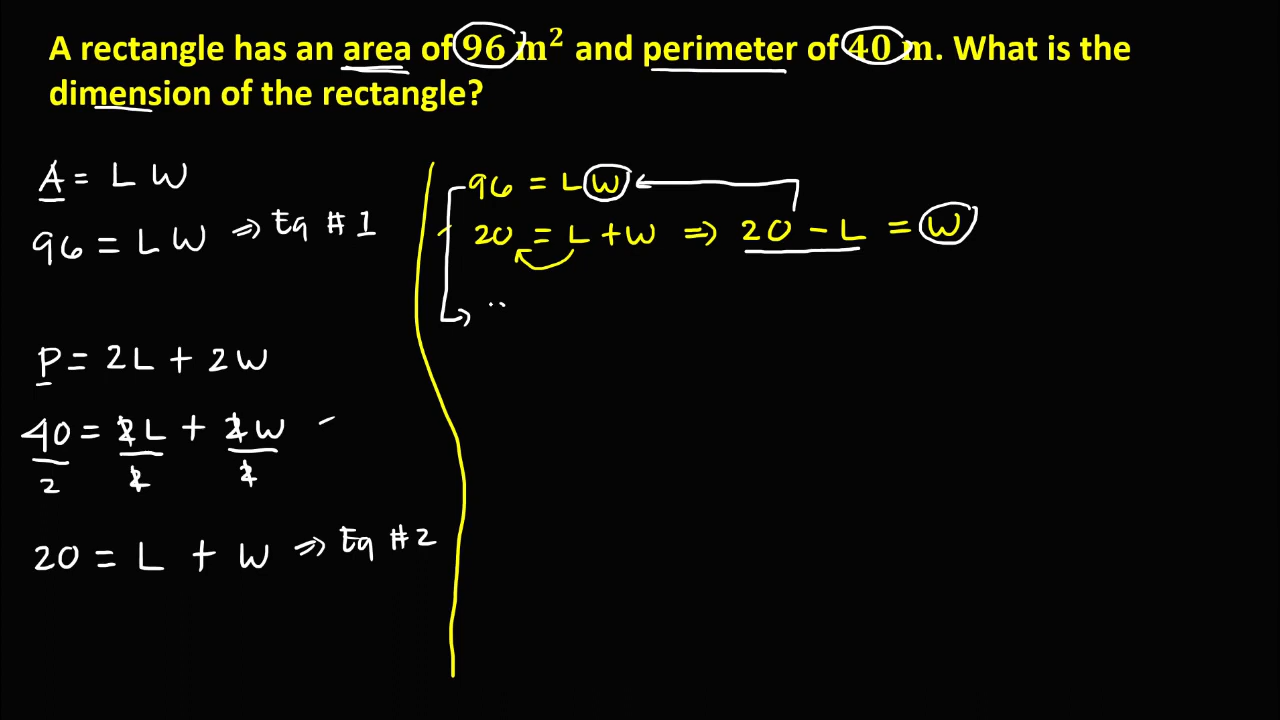 A rectangle has an area of 96 m² and perimeter of 40 m. What is the
dimension of the rectangle?
A = L W
96 = L W ⇒ Eq # 1
P = 2L + 2W
40/2 = 2L/2 + 2W/2
20 = L + W ⇒ Eq # 2
96 = L W
20 = L + W ⇒ 20 - L = W